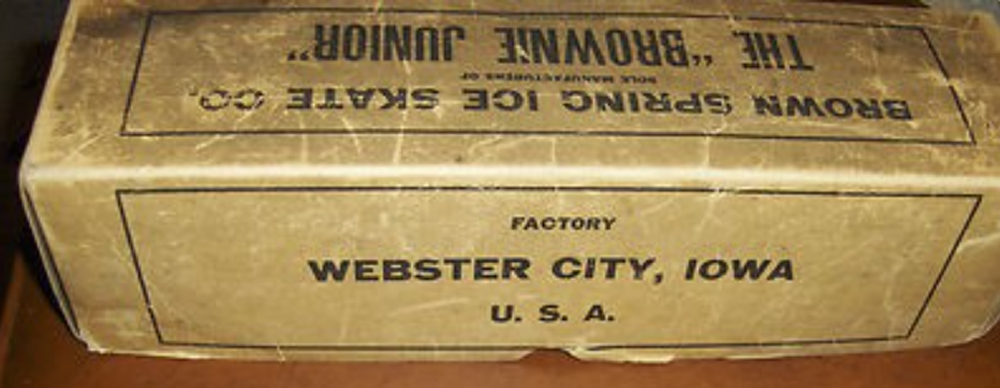 BROWN SPRING ICE SKATE CO.
SOLE MANUFACTURERS OF
THE "BROWNIE JUNIOR"
FACTORY
WEBSTER CITY, IOWA
U. S. A.